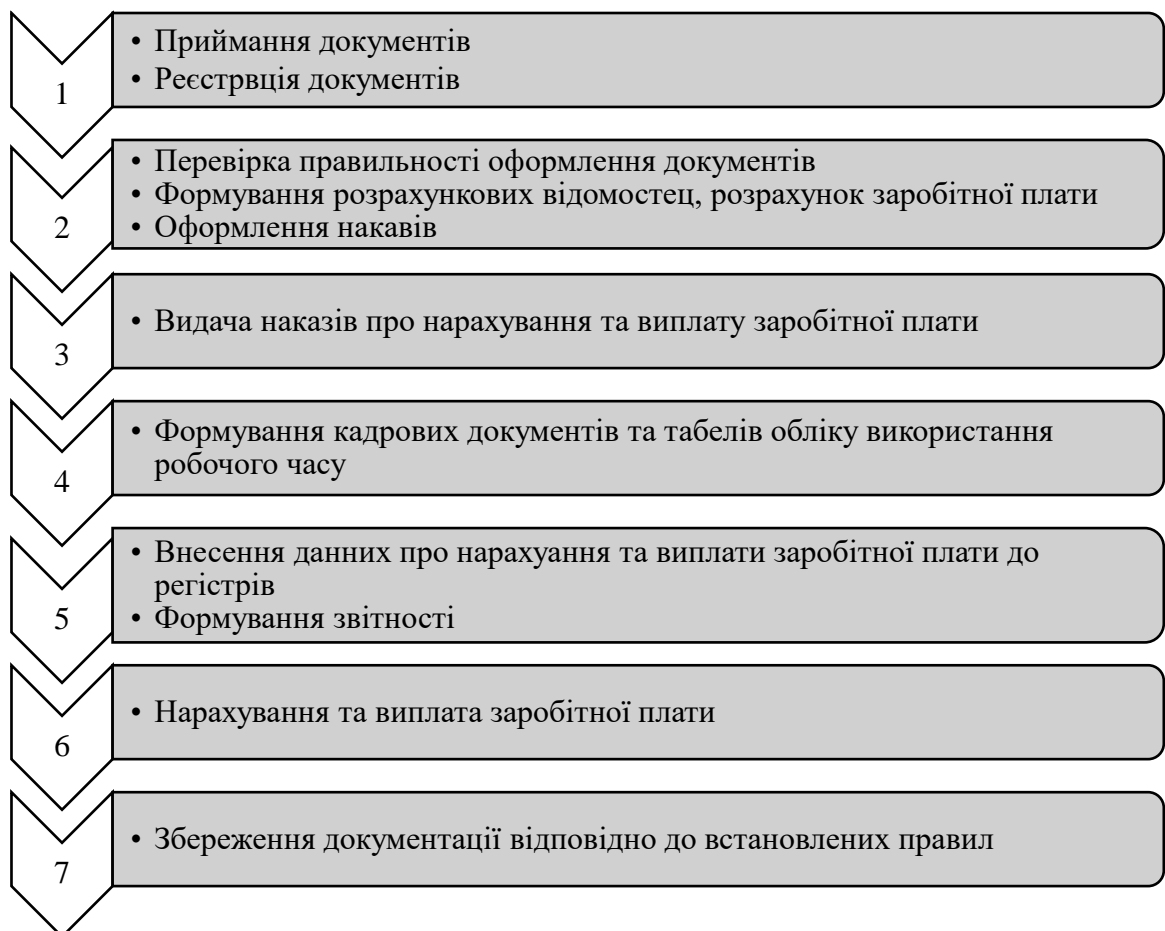 1
• Приймання документів
• Реєстрвція документів
2
• Перевірка правильності оформлення документів
• Формування розрахункових відомостец, розрахунок заробітної плати
• Оформлення накавів
3
• Видача наказів про нарахування та виплату заробітної плати
4
• Формування кадрових документів та табелів обліку використання
робочого часу
5
• Внесення данних про нарахуання та виплати заробітної плати до
регістрів
• Формування звітності
6
• Нарахування та виплата заробітної плати
7
• Збереження документації відповідно до встановлених правил